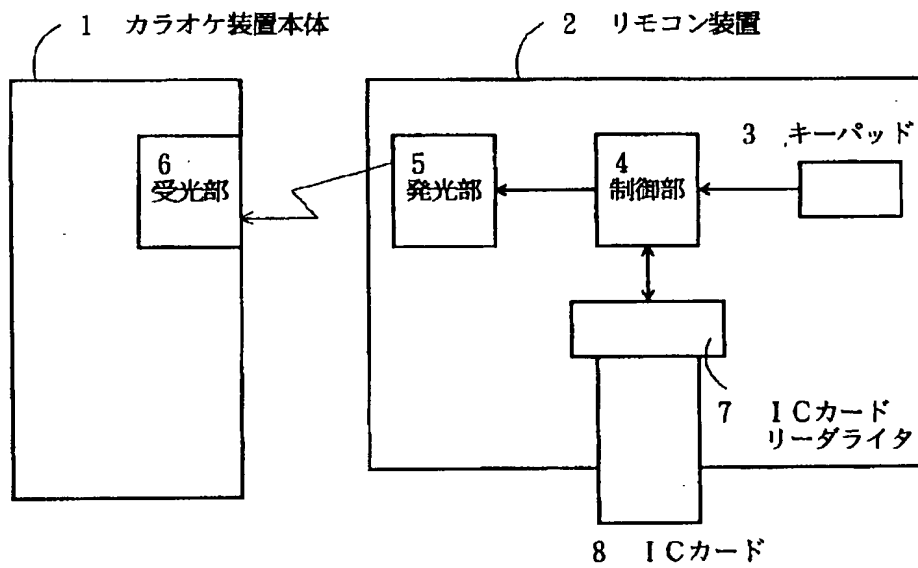 1 カラオケ装置本体
2 リモコン装置
3 キーパッド
6
受光部
5
発光部
4
制御部
7 ICカード
リーダライタ
8 ICカード